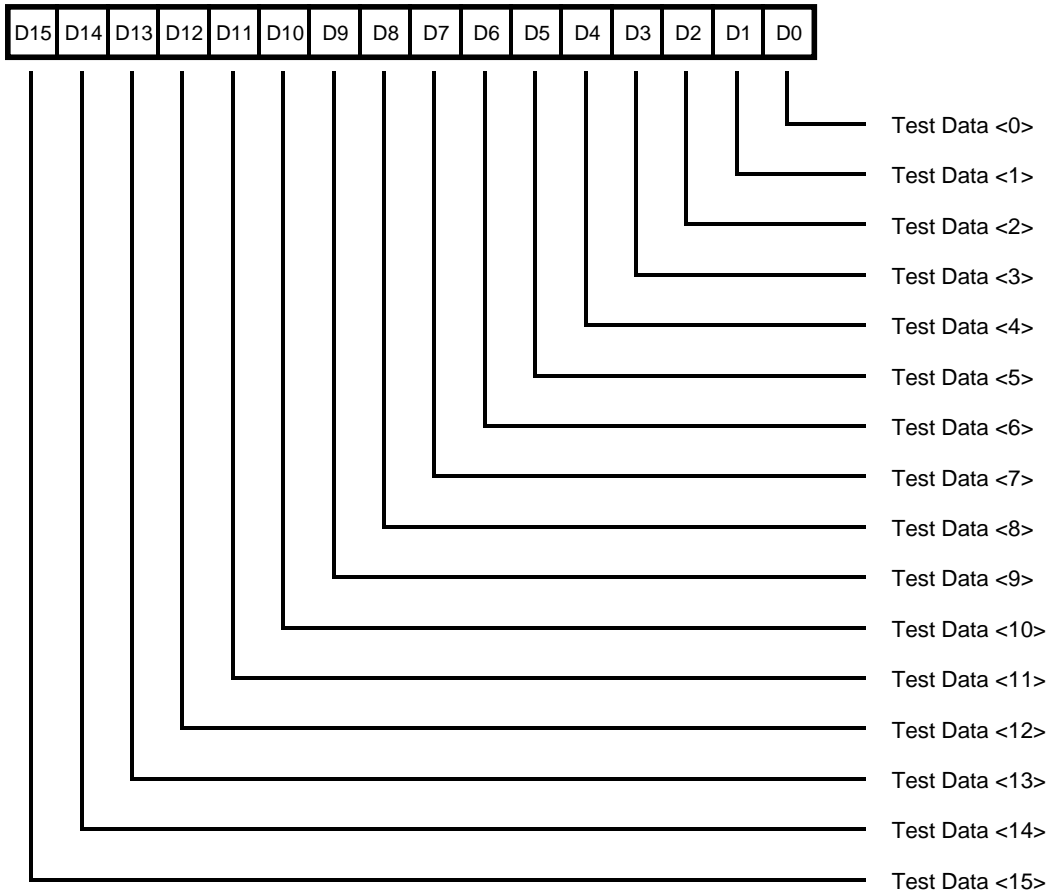 D15 D14 D13 D12 D11 D10 D9 D8 D7 D6 D5 D4 D3 D2 D1 D0
Test Data <0>
Test Data <1>
Test Data <2>
Test Data <3>
Test Data <4>
Test Data <5>
Test Data <6>
Test Data <7>
Test Data <8>
Test Data <9>
Test Data <10>
Test Data <11>
Test Data <12>
Test Data <13>
Test Data <14>
Test Data <15>